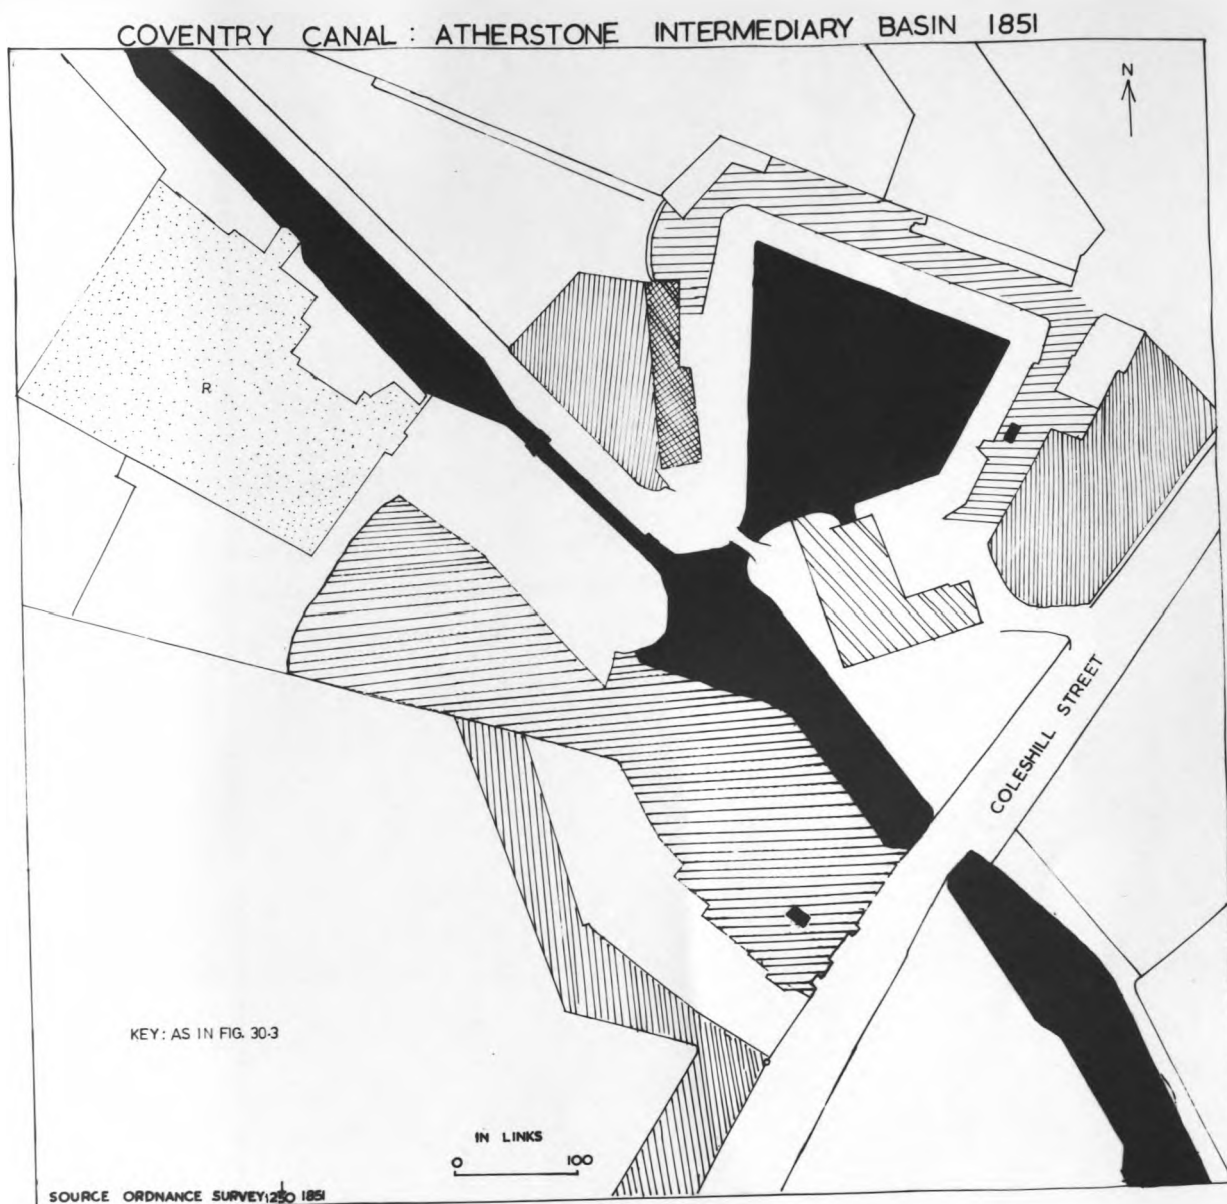 COVENTRY CANAL : ATHERSTONE INTERMEDIARY BASIN 1851
N
R
COLESHILL STREET
KEY: AS IN FIG. 30·3
IN LINKS
0 100
SOURCE ORDNANCE SURVEY 1:250 1851